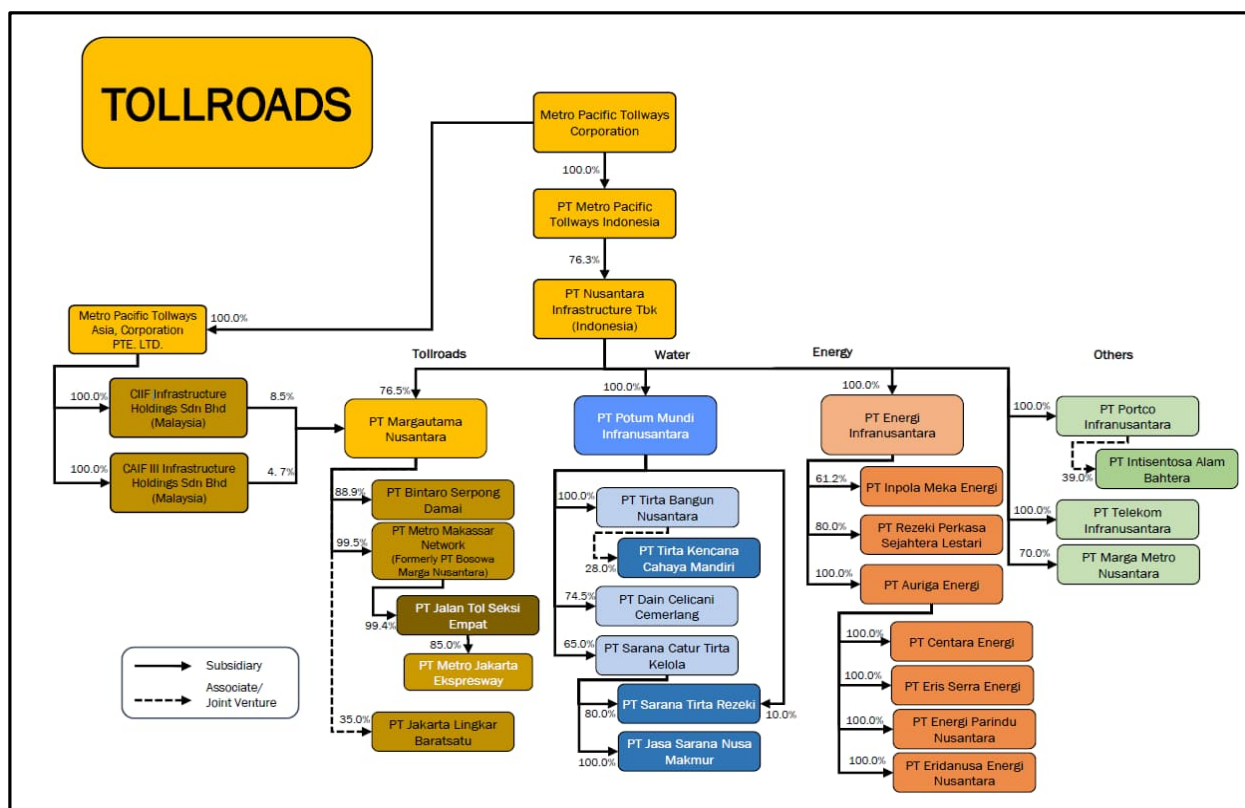 TOLLROADS
Metro Pacific Tollways
Corporation
100.0%
PT Metro Pacific
Tollways Indonesia
76.3%
PT Nusantara
Infrastructure Tbk
(Indonesia)
Metro Pacific Tollways
Asia, Corporation
PTE. LTD.
100.0%
100.0%
CIIF Infrastructure
Holdings Sdn Bhd
(Malaysia)
8.5%
100.0%
CAIF III Infrastructure
Holdings Sdn Bhd
(Malaysia)
4.7%
Tollroads
76.5%
PT Margautama
Nusantara
88.9%
PT Bintaro Serpong
Damai
99.5%
PT Metro Makassar
Network
(Formerly PT Bosowa
Marga Nusantara)
99.4%
PT Jalan Tol Seksi
Empat
85.0%
PT Metro Jakarta
Ekspresway
35.0%
PT Jakarta Lingkar
Baratsatu
Water
100.0%
PT Potum Mundi
Infranusantara
100.0%
PT Tirta Bangun
Nusantara
28.0%
PT Tirta Kencana
Cahaya Mandiri
74.5%
PT Dain Celicani
Cemerlang
65.0%
PT Sarana Catur Tirta
Kelola
80.0%
PT Sarana Tirta Rezeki
10.0%
100.0%
PT Jasa Sarana Nusa
Makmur
Energy
100.0%
PT Energi
Infranusantara
61.2%
PT Inpola Meka Energi
80.0%
PT Rezeki Perkasa
Sejahtera Lestari
100.0%
PT Auriga Energi
100.0%
PT Centara Energi
100.0%
PT Eris Serra Energi
100.0%
PT Energi Parindu
Nusantara
100.0%
PT Eridanusa Energi
Nusantara
Others
100.0%
PT Portco
Infranusantara
39.0%
PT Intisentosa Alam
Bahtera
100.0%
PT Telekom
Infranusantara
70.0%
PT Marga Metro
Nusantara
Subsidiary
Associate/
Joint Venture